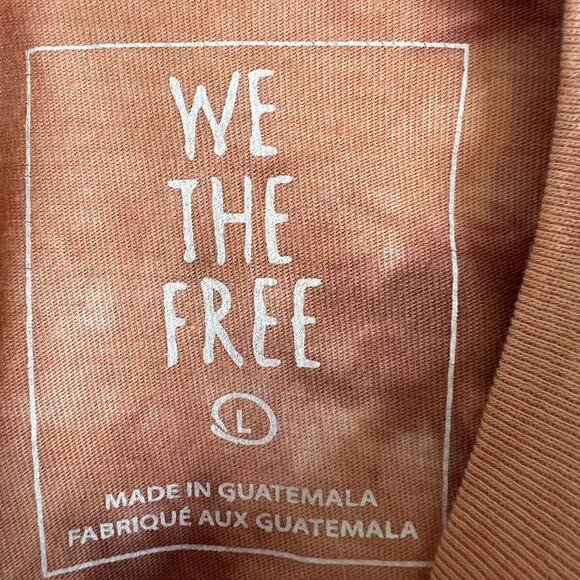 WE
THE
FREE
L
MADE IN GUATEMALA
FABRIQUÉ AUX GUATEMALA